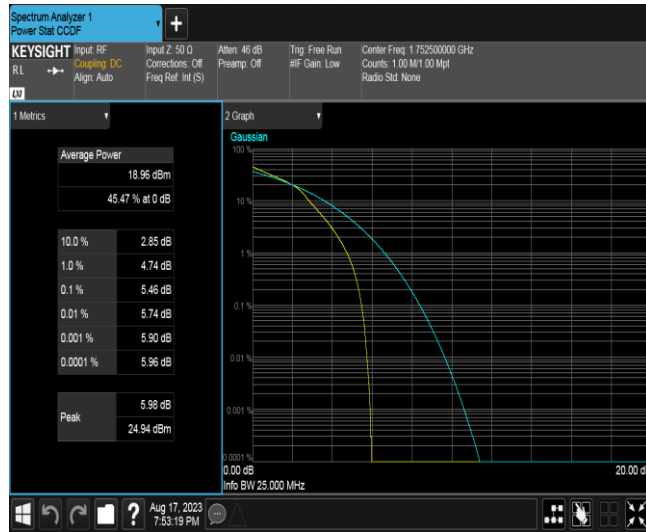 Spectrum Analyzer 1
Power Stat CCDF
+
KEYSIGHT
R L
LXI
Input: RF
Coupling: DC
Align: Auto
Input Z: 50 Ω
Corrections: Off
Freq Ref: Int (S)
Atten: 46 dB
Preamp: Off
Trig: Free Run
#IF Gain: Low
Center Freq: 1.752500000 GHz
Counts: 1.00 M/1.00 Mpt
Radio Std: None
1 Metrics
Average Power
18.96 dBm
45.47 % at 0 dB
10.0 % 2.85 dB
1.0 % 4.74 dB
0.1 % 5.46 dB
0.01 % 5.74 dB
0.001 % 5.90 dB
0.0001 % 5.96 dB
Peak
5.98 dB
24.94 dBm
2 Graph
Gaussian
100 %
10 %
1 %
0.1 %
0.01 %
0.001 %
0.0001 %
0.00 dB
20.00 d
Info BW 25.000 MHz
?
Aug 17, 2023
7:53:19 PM